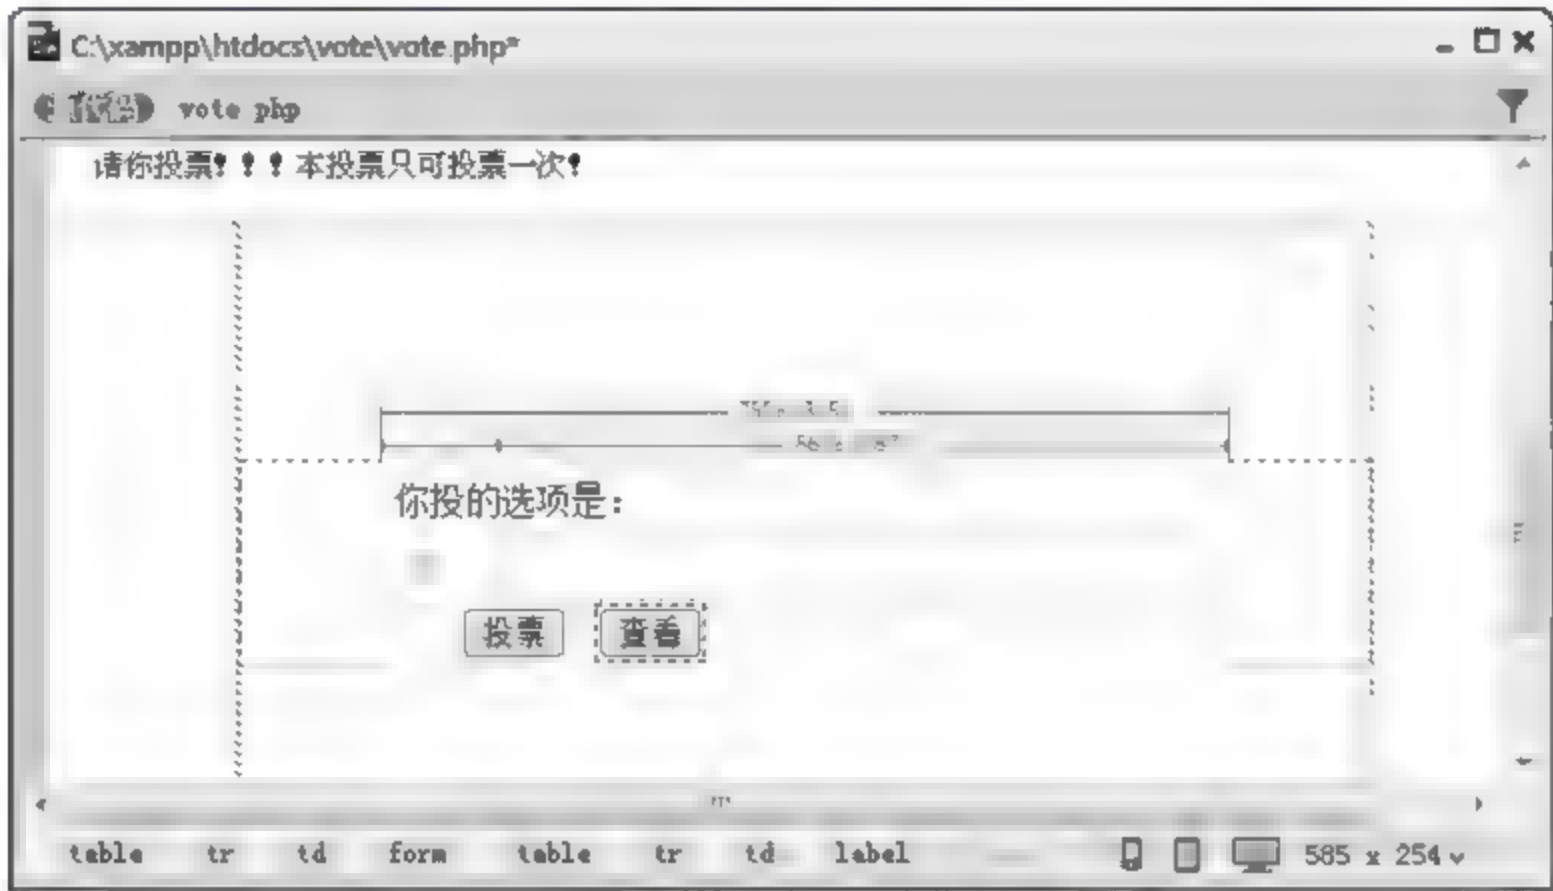 C:\xampp\htdocs\vote\vote.php*
代码 vote php
请你投票!!!本投票只可投票一次!
你投的选项是:
投票 查看
table tr td form table tr td label 585 x 254